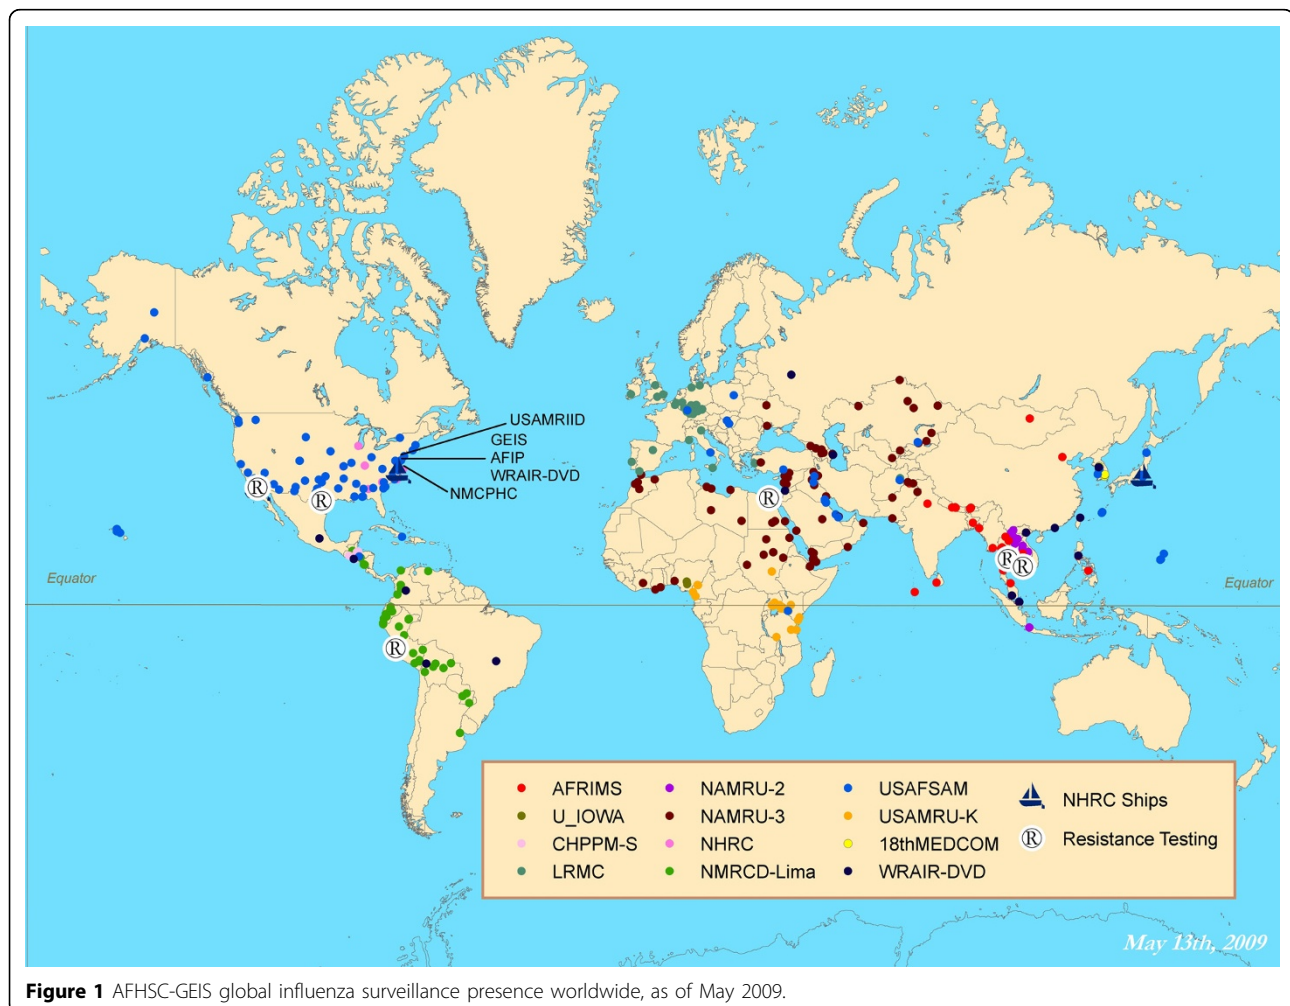 USAMRIID
GEIS
AFIP
WRAIR-DVD
NMCPHC
Equator
Equator
® ® ® ® ® ®
AFRIMS
U_IOWA
CHPPM-S
LRMC
NAMRU-2
NAMRU-3
NHRC
NMRCD-Lima
USAFSAM
USAMRU-K
18thMEDCOM
WRAIR-DVD
NHRC Ships
® Resistance Testing
May 13th, 2009
Figure 1 AFHSC-GEIS global influenza surveillance presence worldwide, as of May 2009.